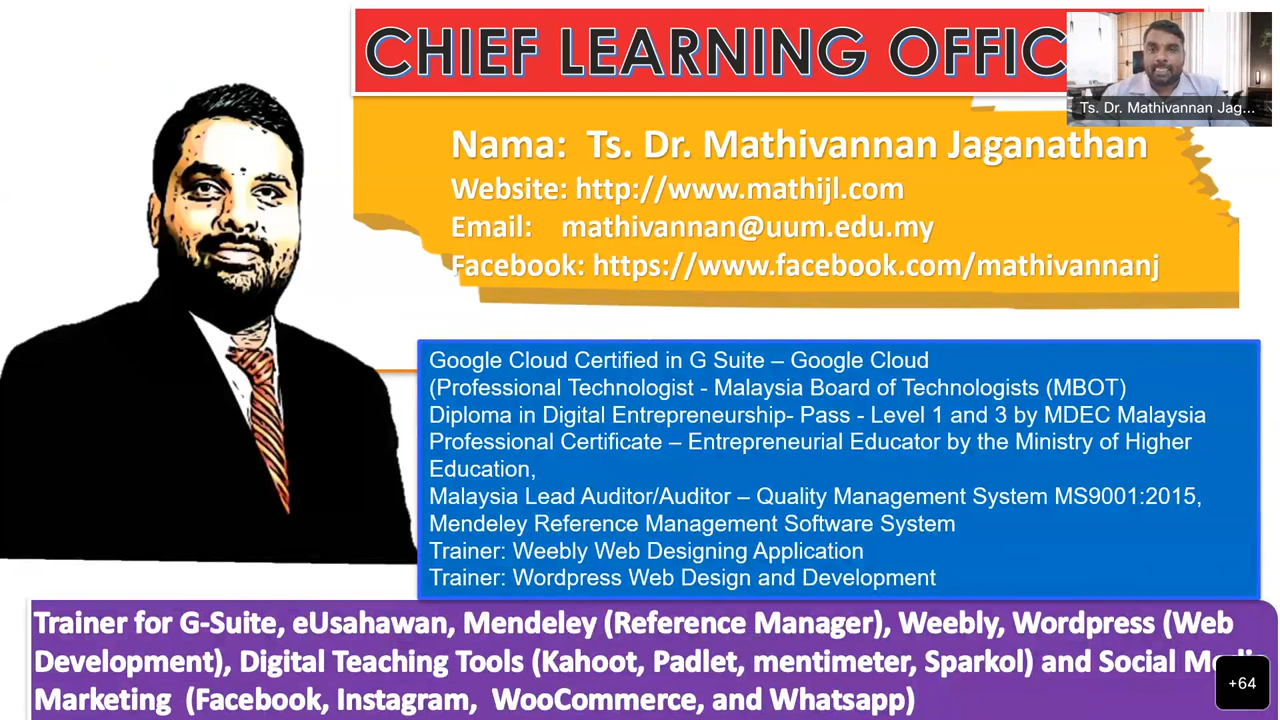 CHIEF LEARNING OFFIC
Ts. Dr. Mathivannan Jag...
Nama: Ts. Dr. Mathivannan Jaganathan
Website: http://www.mathijl.com
Email: mathivannan@uum.edu.my
Facebook: https://www.facebook.com/mathivannanj
Google Cloud Certified in G Suite – Google Cloud
(Professional Technologist - Malaysia Board of Technologists (MBOT)
Diploma in Digital Entrepreneurship- Pass - Level 1 and 3 by MDEC Malaysia
Professional Certificate – Entrepreneurial Educator by the Ministry of Higher
Education,
Malaysia Lead Auditor/Auditor – Quality Management System MS9001:2015,
Mendeley Reference Management Software System
Trainer: Weebly Web Designing Application
Trainer: Wordpress Web Design and Development
Trainer for G-Suite, eUsahawan, Mendeley (Reference Manager), Weebly, Wordpress (Web
Development), Digital Teaching Tools (Kahoot, Padlet, mentimeter, Sparkol) and Social Media
Marketing (Facebook, Instagram, WooCommerce, and Whatsapp)
+64